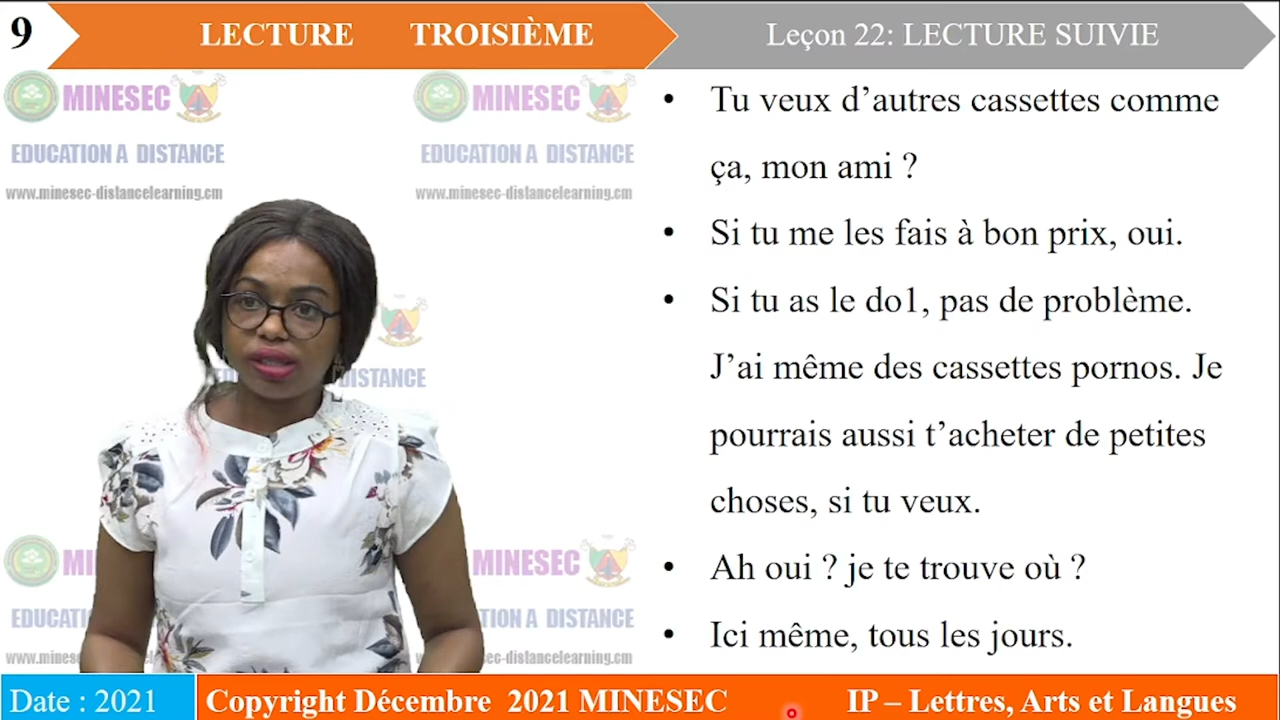 9
LECTURE TROISIÈME
Leçon 22: LECTURE SUIVIE
MINESEC
MINESEC
EDUCATION A DISTANCE
EDUCATION A DISTANCE
www.minesec-distancelearning.cm
www.minesec-distancelearning.cm
• Tu veux d’autres cassettes comme
ça, mon ami ?
• Si tu me les fais à bon prix, oui.
• Si tu as le do1, pas de problème.
J’ai même des cassettes pornos. Je
pourrais aussi t’acheter de petites
choses, si tu veux.
• Ah oui ? je te trouve où ?
• Ici même, tous les jours.
DISTANCE
MINESEC
Date : 2021
Copyright Décembre 2021 MINESEC
IP – Lettres, Arts et Langues